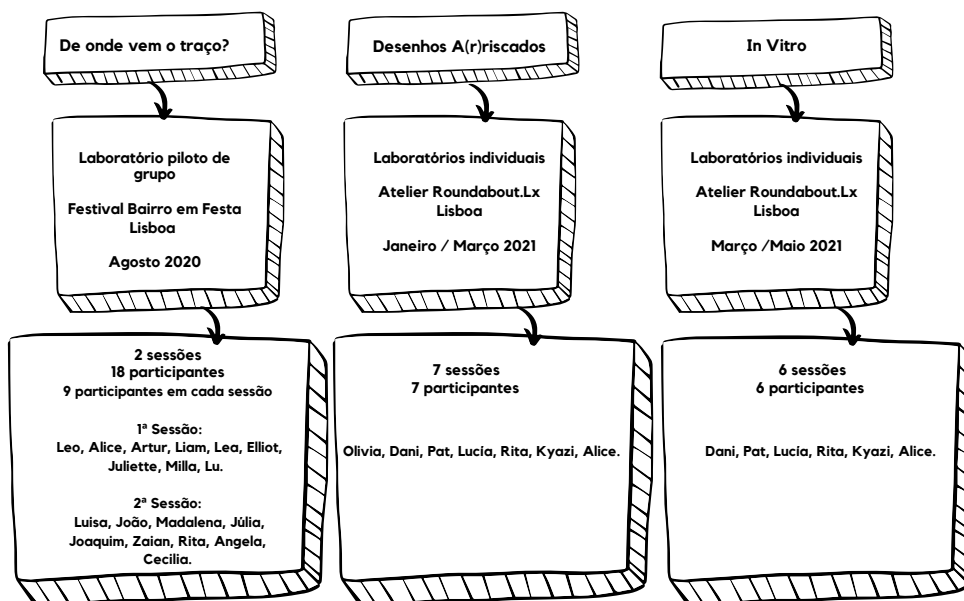 De onde vem o traço?
Laboratório piloto de
grupo
Festival Bairro em Festa
Lisboa
Agosto 2020
2 sessões
18 participantes
9 participantes em cada sessão
1ª Sessão:
Leo, Alice, Artur, Liam, Lea, Elliot,
Juliette, Milla, Lu.
2ª Sessão:
Luisa, João, Madalena, Júlia,
Joaquim, Zaian, Rita, Angela,
Cecilia.
Desenhos A(r)riscados
Laboratórios individuais
Atelier Roundabout.Lx
Lisboa
Janeiro / Março 2021
7 sessões
7 participantes
Olivia, Dani, Pat, Lucía, Rita, Kyazi, Alice.
In Vitro
Laboratórios individuais
Atelier Roundabout.Lx
Lisboa
Março /Maio 2021
6 sessões
6 participantes
Dani, Pat, Lucía, Rita, Kyazi, Alice.